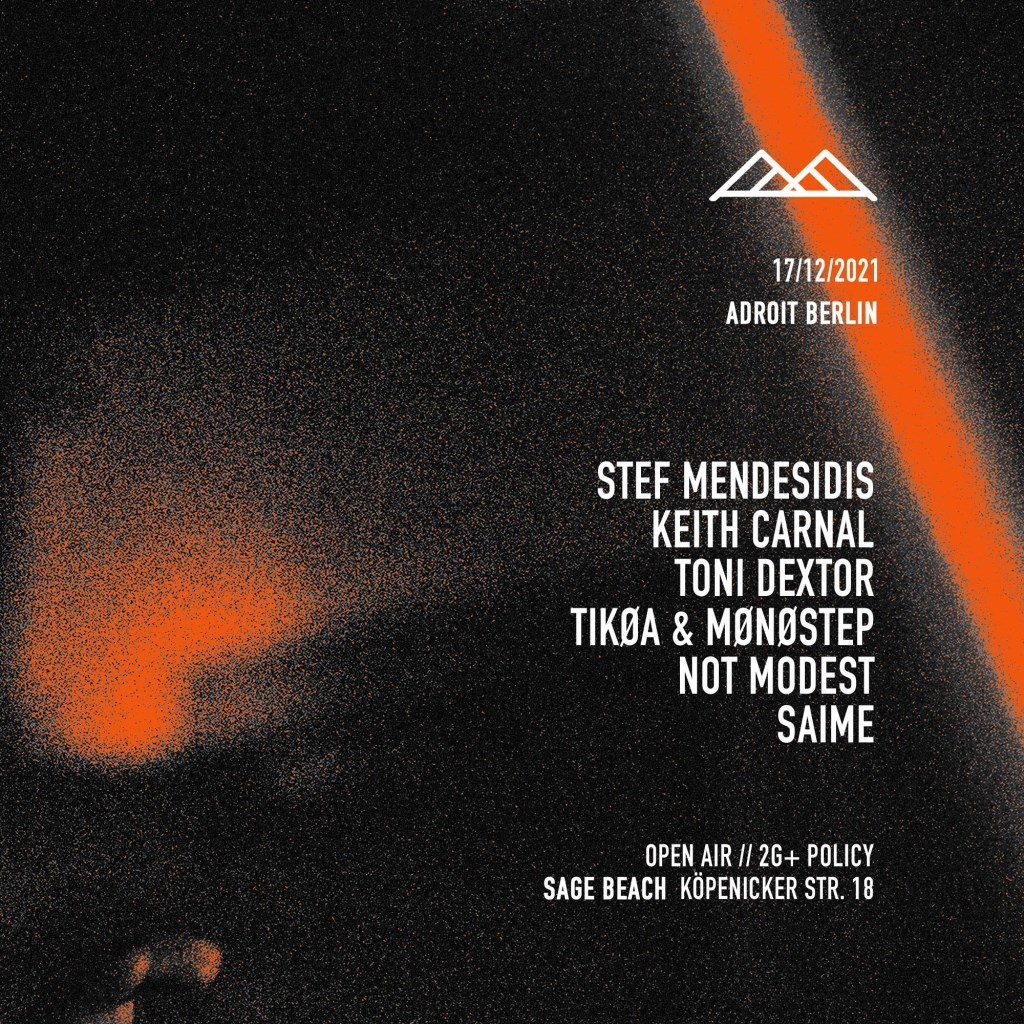 17/12/2021
ADROIT BERLIN
STEF MENDESIDIS
KEITH CARNAL
TONI DEXTOR
TIKØA & MØNØSTEP
NOT MODEST
SAIME
OPEN AIR // 2G+ POLICY
SAGE BEACH KÖPENICKER STR. 18